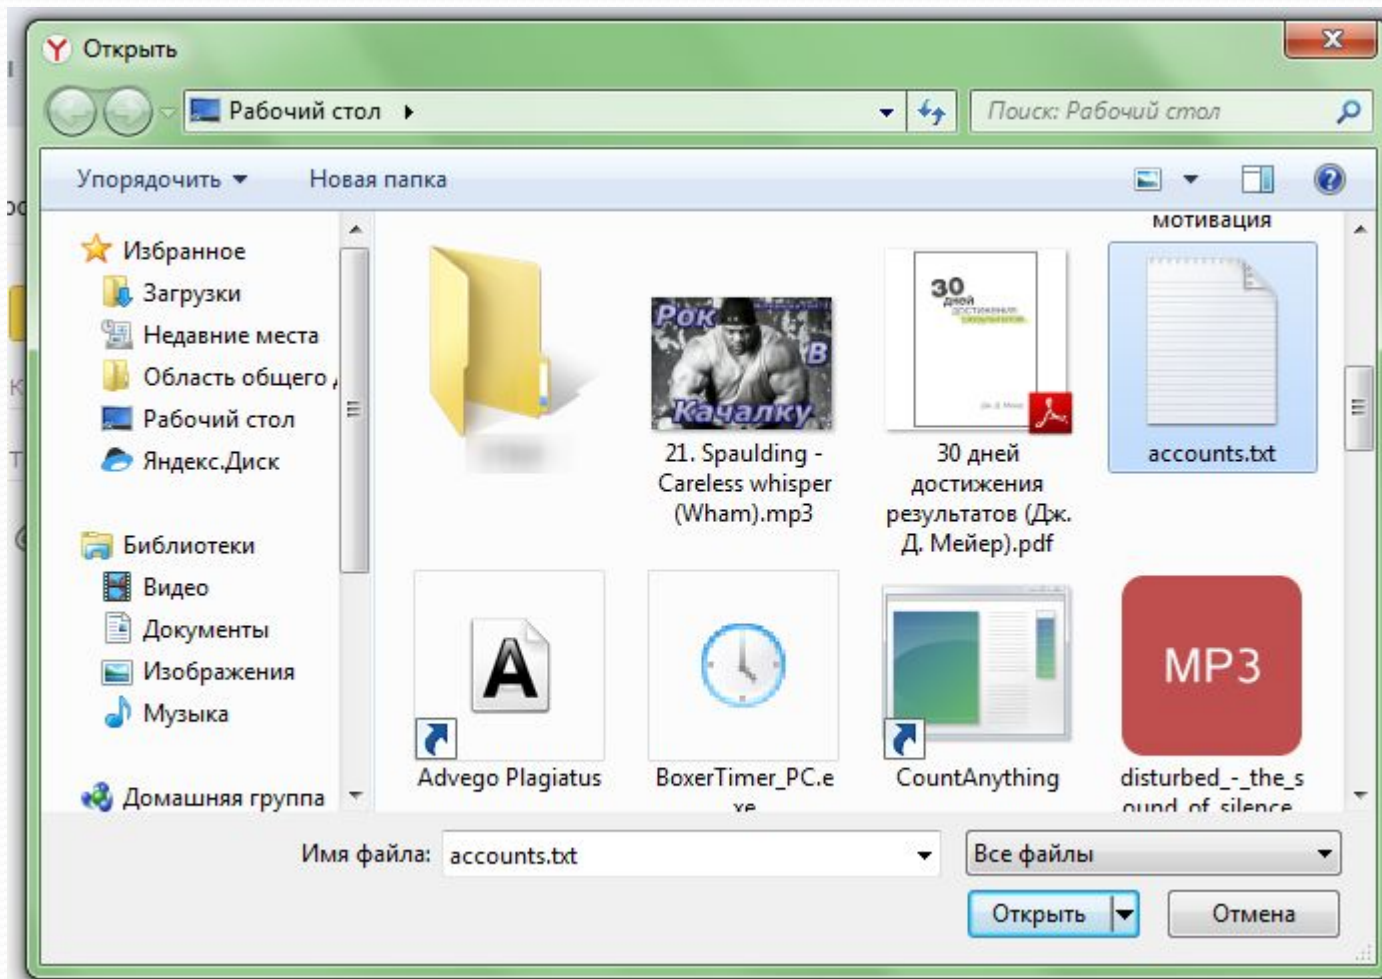 Открыть
Рабочий стол
Поиск: Рабочий стол
Упорядочить
Новая папка
Избранное
Загрузки
Недавние места
Область общего
Рабочий стол
Яндекс.Диск
Библиотеки
Видео
Документы
Изображения
Музыка
Домашняя группа
мотивация
Рок
В
Качалку
21. Spaulding -
Careless whisper
(Wham).mp3
30
дней
достижения
результатов
30 дней
достижения
результатов (Дж.
Д. Мейер).pdf
accounts.txt
A
Advego Plagiatus
BoxerTimer_PC.e
xe
CountAnything
MP3
disturbed_-_the_s
ound_of_silence
Имя файла:
accounts.txt
Все файлы
Открыть
Отмена